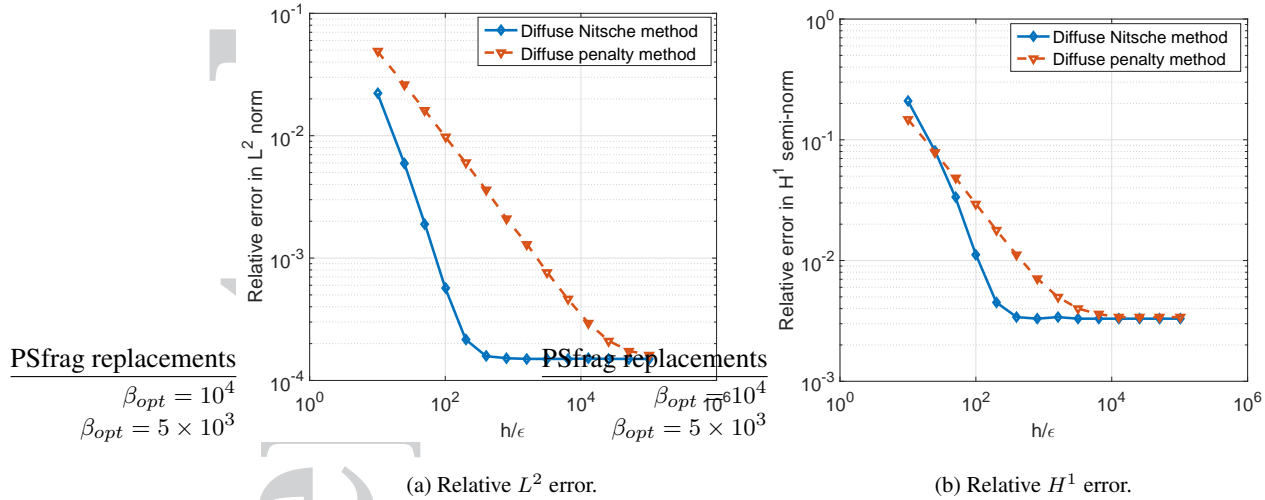 10^-1
10^-2
10^-3
10^-4
10^0
10^2
10^4
10^6
Relative error in L^2 norm
h/ϵ
Diffuse Nitsche method
Diffuse penalty method
PSfrag replacements
β_opt = 10^4
β_opt = 5 × 10^3
(a) Relative L^2 error.
PSfrag replacements
β_opt = 10^4
β_opt = 5 × 10^3
10^0
10^-1
10^-2
10^-3
10^0
10^2
10^4
10^6
Relative error in H^1 semi-norm
h/ϵ
Diffuse Nitsche method
Diffuse penalty method
(b) Relative H^1 error.